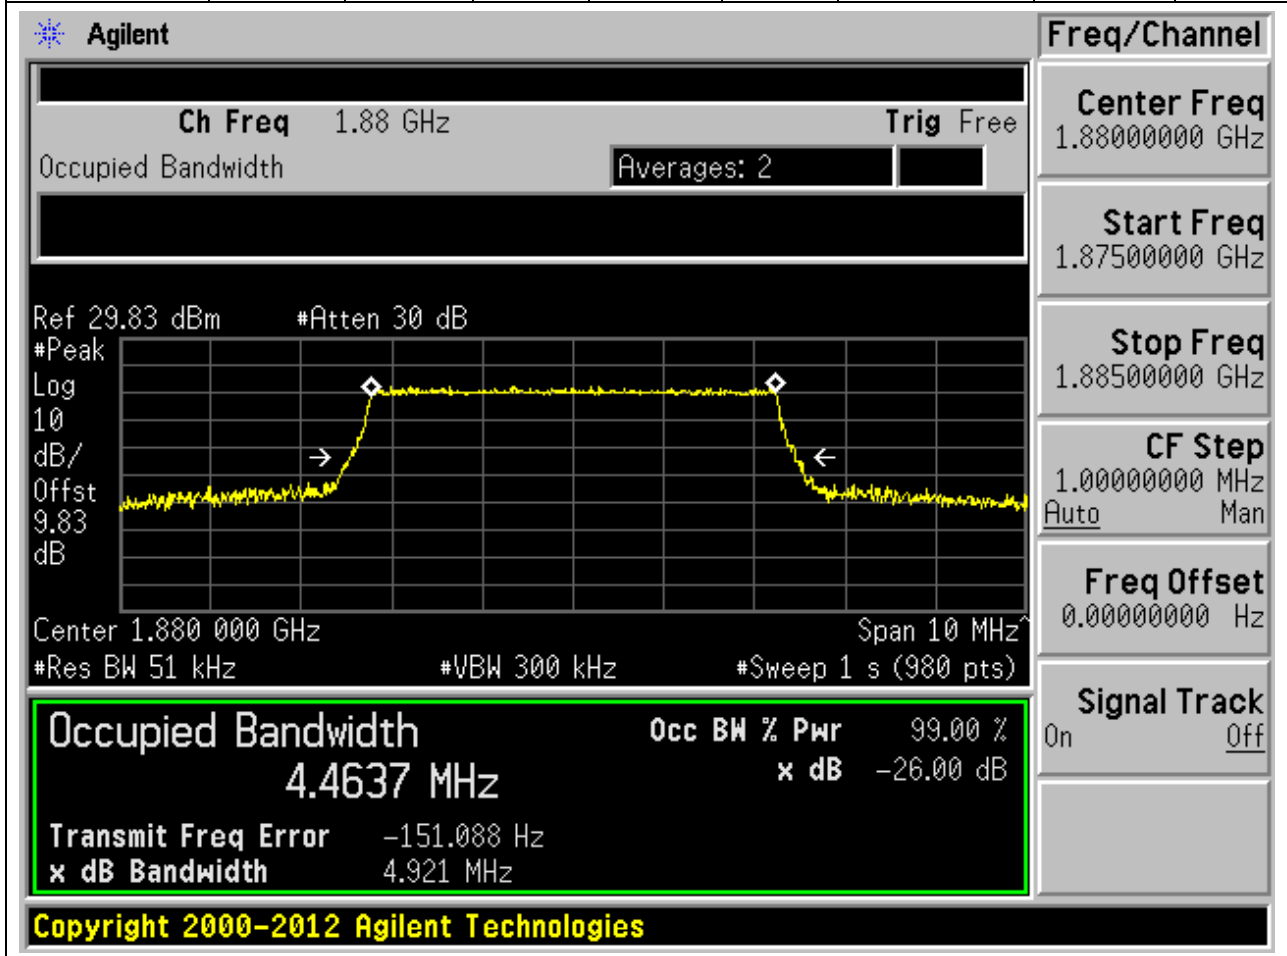 Agilent
Freq/Channel
Ch Freq 1.88 GHz Trig Free
Occupied Bandwidth Averages: 2
Center Freq
1.88000000 GHz
Start Freq
1.87500000 GHz
Stop Freq
1.88500000 GHz
CF Step
1.00000000 MHz
Auto Man
Freq Offset
0.00000000 Hz
Signal Track
On Off
Ref 29.83 dBm #Atten 30 dB
#Peak
Log
10
dB/
Offst
9.83
dB
Center 1.880 000 GHz Span 10 MHz^
#Res BW 51 kHz #VBW 300 kHz #Sweep 1 s (980 pts)
Occupied Bandwidth Occ BW % Pwr 99.00 %
4.4637 MHz x dB -26.00 dB
Transmit Freq Error -151.088 Hz
x dB Bandwidth 4.921 MHz
Copyright 2000-2012 Agilent Technologies